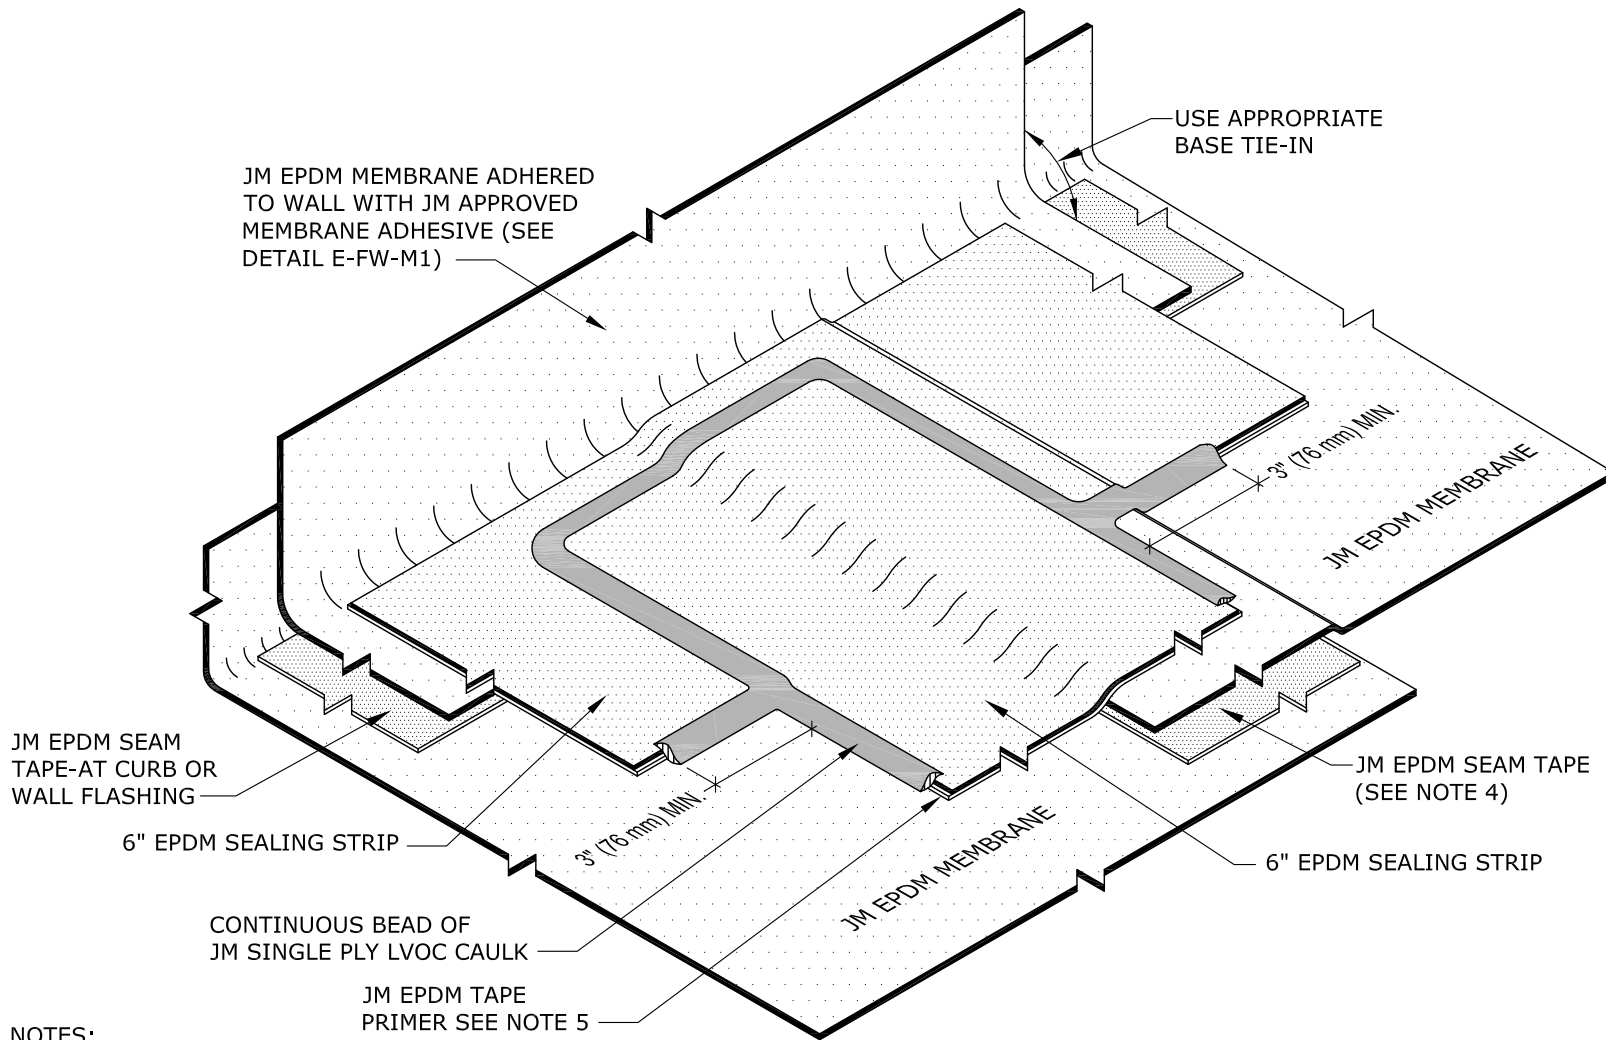 USE APPROPRIATE
BASE TIE-IN
JM EPDM MEMBRANE ADHERED
TO WALL WITH JM APPROVED
MEMBRANE ADHESIVE (SEE
DETAIL E-FW-M1)
3" (76 mm) MIN.
JM EPDM MEMBRANE
JM EPDM SEAM
TAPE-AT CURB OR
WALL FLASHING
JM EPDM SEAM TAPE
(SEE NOTE 4)
6" EPDM SEALING STRIP
3" (76 mm) MIN.
JM EPDM MEMBRANE
6" EPDM SEALING STRIP
CONTINUOUS BEAD OF
JM SINGLE PLY LVOC CAULK
JM EPDM TAPE
PRIMER SEE NOTE 5
NOTES: